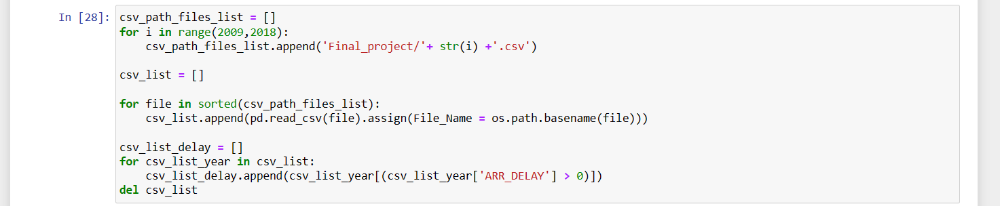 In [28]: csv_path_files_list = []
for i in range(2009,2018):
    csv_path_files_list.append('Final_project/'+ str(i) +'.csv')
csv_list = []
for file in sorted(csv_path_files_list):
    csv_list.append(pd.read_csv(file).assign(File_Name = os.path.basename(file)))
csv_list_delay = []
for csv_list_year in csv_list:
    csv_list_delay.append(csv_list_year[(csv_list_year['ARR_DELAY'] > 0)])
del csv_list